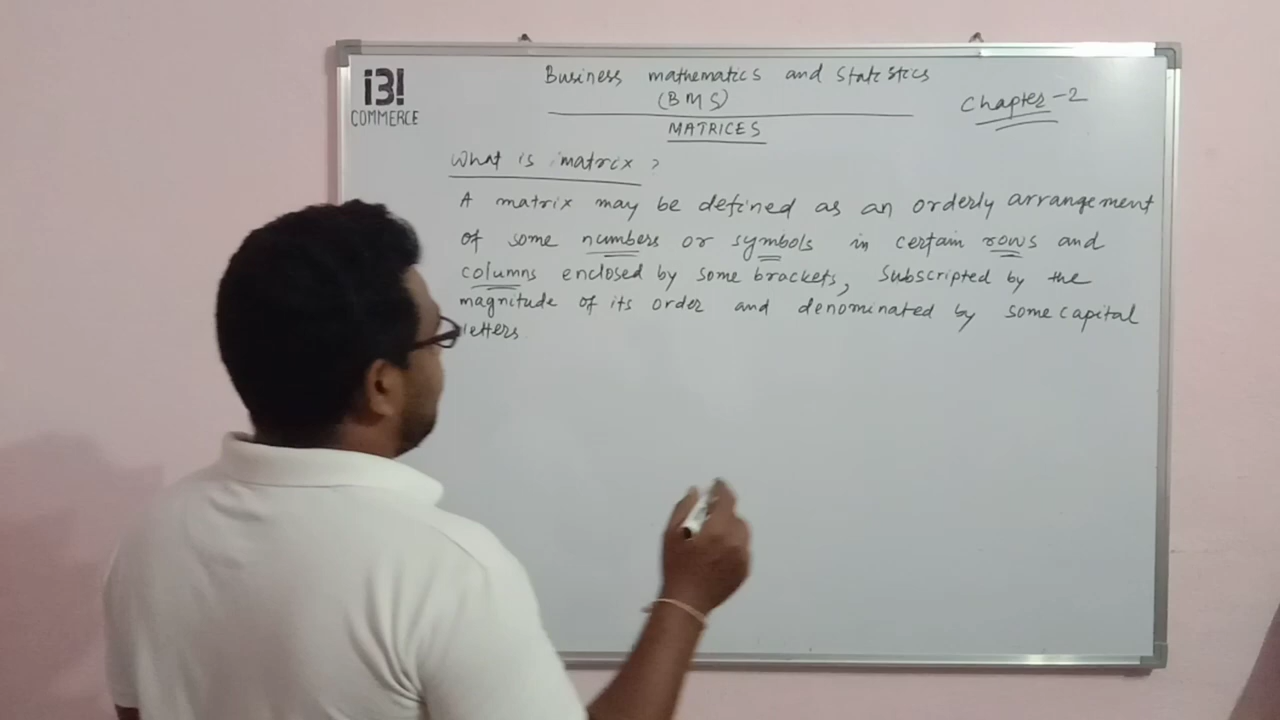 Business mathematics and Statistics
(BMS)
Chapter-2
i3!
COMMERCE
MATRICES
What is matrix?
A matrix may be defined as an orderly arrangement
of some numbers or symbols in certain rows and
columns enclosed by some brackets, Subscripted by the
magnitude of its order and denominated by some capital
letters